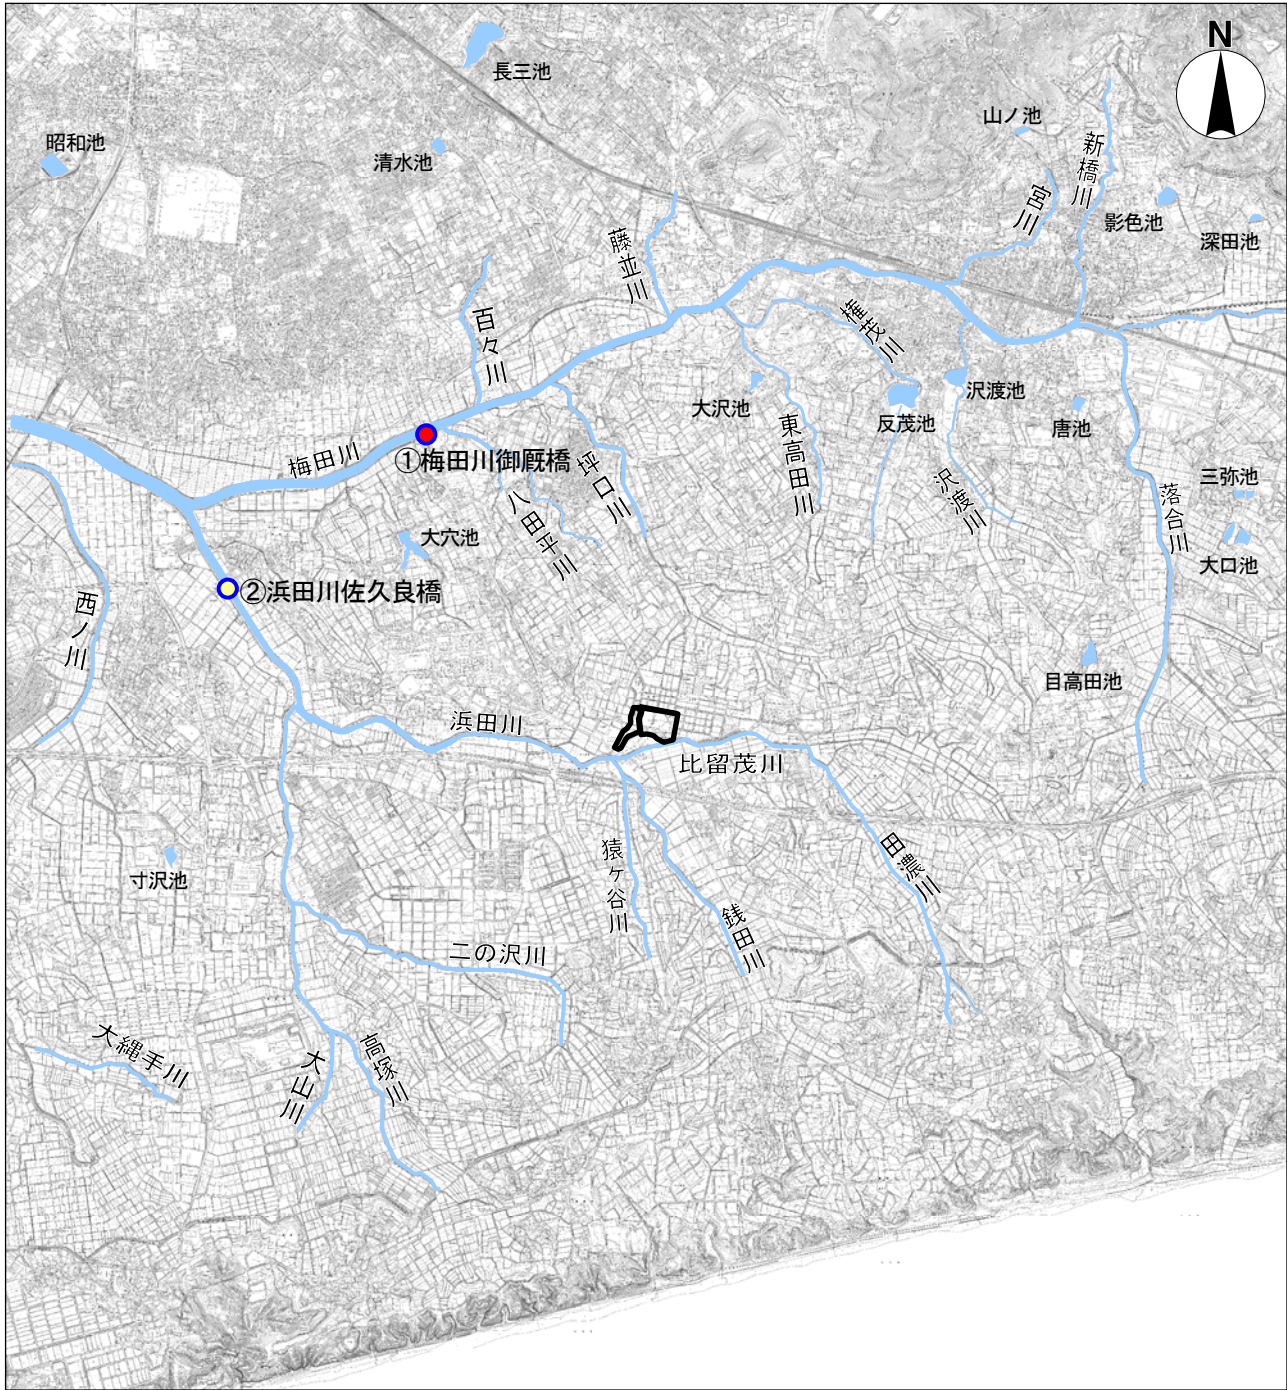 N
長三池
昭和池
清水池
山ノ池
新橋川
宮川
影色池
深田池
藤並川
百々川
権茂川
大沢池
東高田川
反茂池
沢渡池
唐池
沢渡川
三弥池
落合川
大口池
梅田川
①梅田川御厩橋
坪口川
八田平川
大穴池
②浜田川佐久良橋
西ノ川
目高田池
浜田川
比留茂川
猿ヶ谷川
田濃川
寸沢池
銭田川
二の沢川
大縄手川
大山川
高塚川